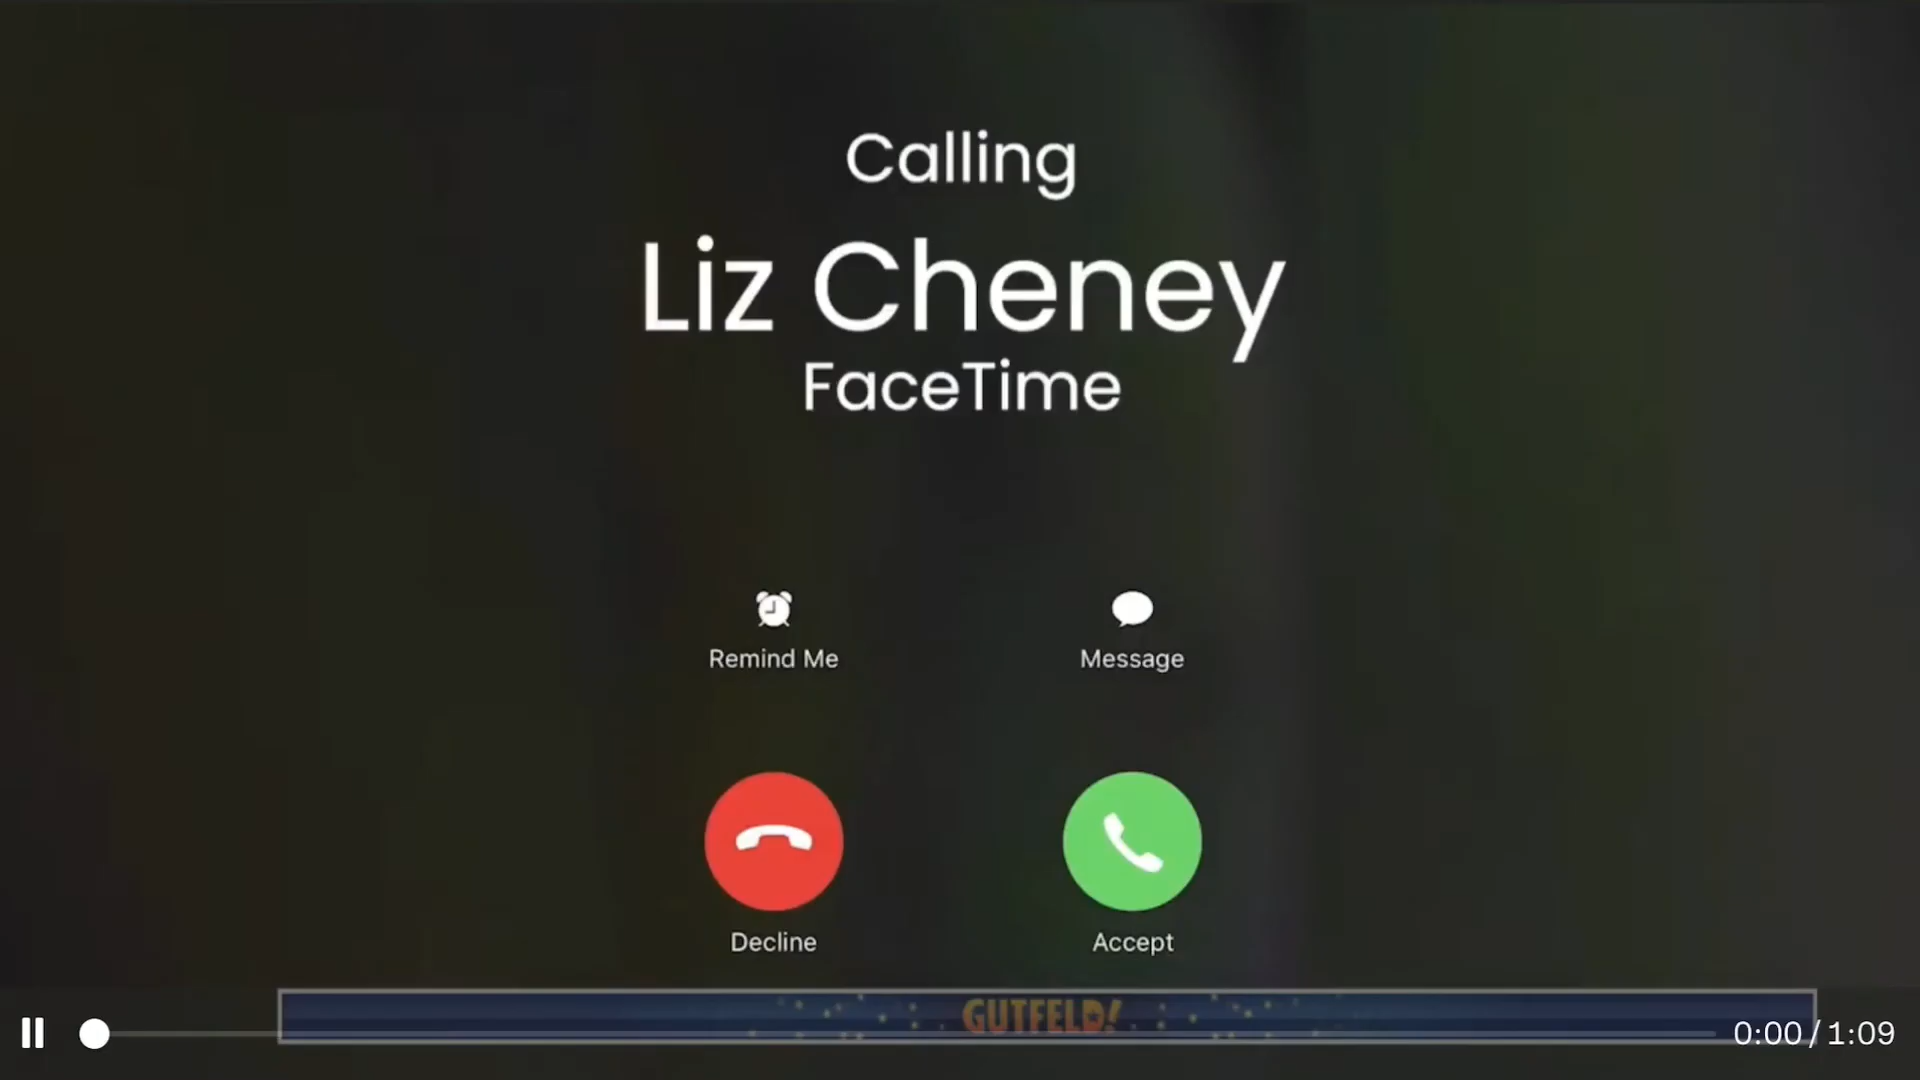 Calling
Liz Cheney
FaceTime
Remind Me
Message
Decline
Accept
GUTFELD!
0:00 / 1:09